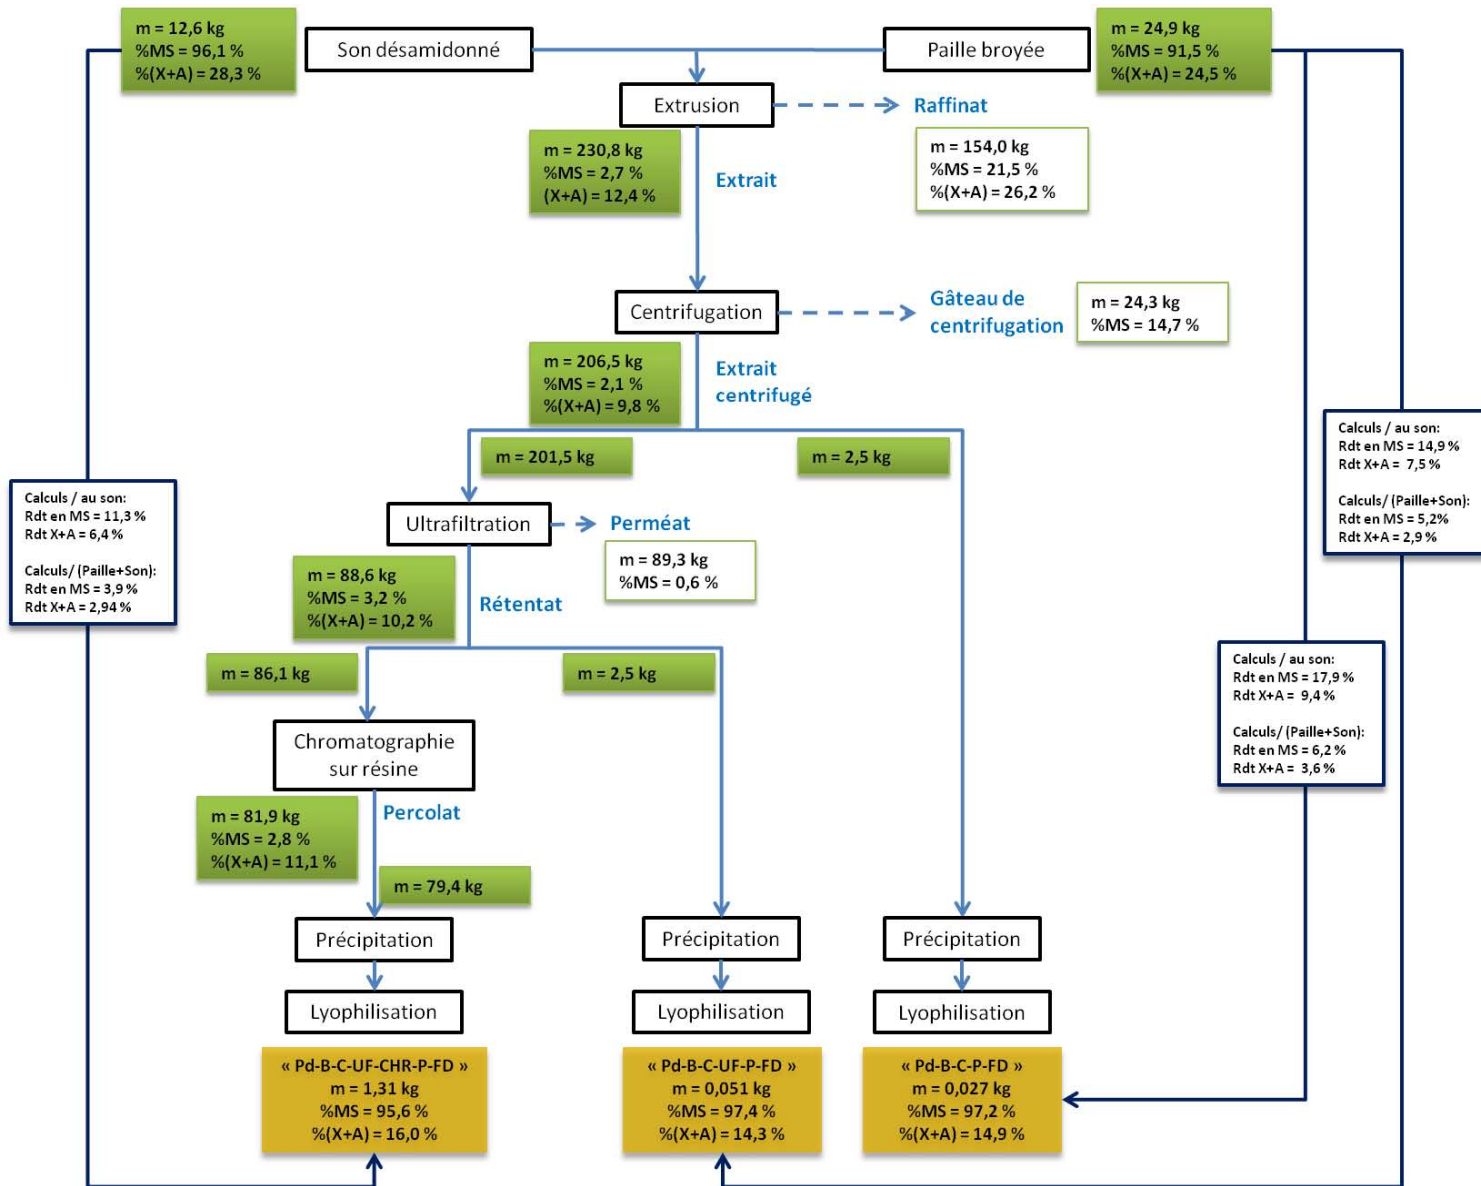 m = 12,6 kg
%MS = 96,1 %
%(X+A) = 28,3 %
Son désamidonné
Paille broyée
m = 24,9 kg
%MS = 91,5 %
%(X+A) = 24,5 %
Extrusion
Raffinat
m = 154,0 kg
%MS = 21,5 %
%(X+A) = 26,2 %
m = 230,8 kg
%MS = 2,7 %
(X+A) = 12,4 %
Extrait
Centrifugation
Gâteau de
centrifugation
m = 24,3 kg
%MS = 14,7 %
m = 206,5 kg
%MS = 2,1 %
%(X+A) = 9,8 %
Extrait
centrifugé
m = 201,5 kg
m = 2,5 kg
Calculs / au son:
Rdt en MS = 14,9 %
Rdt X+A = 7,5 %
Calculs/ (Paille+Son):
Rdt en MS = 5,2%
Rdt X+A = 2,9 %
Calculs / au son:
Rdt en MS = 11,3 %
Rdt X+A = 6,4 %
Calculs/ (Paille+Son):
Rdt en MS = 3,9 %
Rdt X+A = 2,94 %
Ultrafiltration
Perméat
m = 89,3 kg
%MS = 0,6 %
m = 88,6 kg
%MS = 3,2 %
%(X+A) = 10,2 %
Rétentat
m = 86,1 kg
m = 2,5 kg
Calculs / au son:
Rdt en MS = 17,9 %
Rdt X+A = 9,4 %
Calculs/ (Paille+Son):
Rdt en MS = 6,2 %
Rdt X+A = 3,6 %
Chromatographie
sur résine
m = 81,9 kg
%MS = 2,8 %
%(X+A) = 11,1 %
Percolat
m = 79,4 kg
Précipitation
Précipitation
Précipitation
Lyophilisation
Lyophilisation
Lyophilisation
« Pd-B-C-UF-CHR-P-FD »
m = 1,31 kg
%MS = 95,6 %
%(X+A) = 16,0 %
« Pd-B-C-UF-P-FD »
m = 0,051 kg
%MS = 97,4 %
%(X+A) = 14,3 %
« Pd-B-C-P-FD »
m = 0,027 kg
%MS = 97,2 %
%(X+A) = 14,9 %